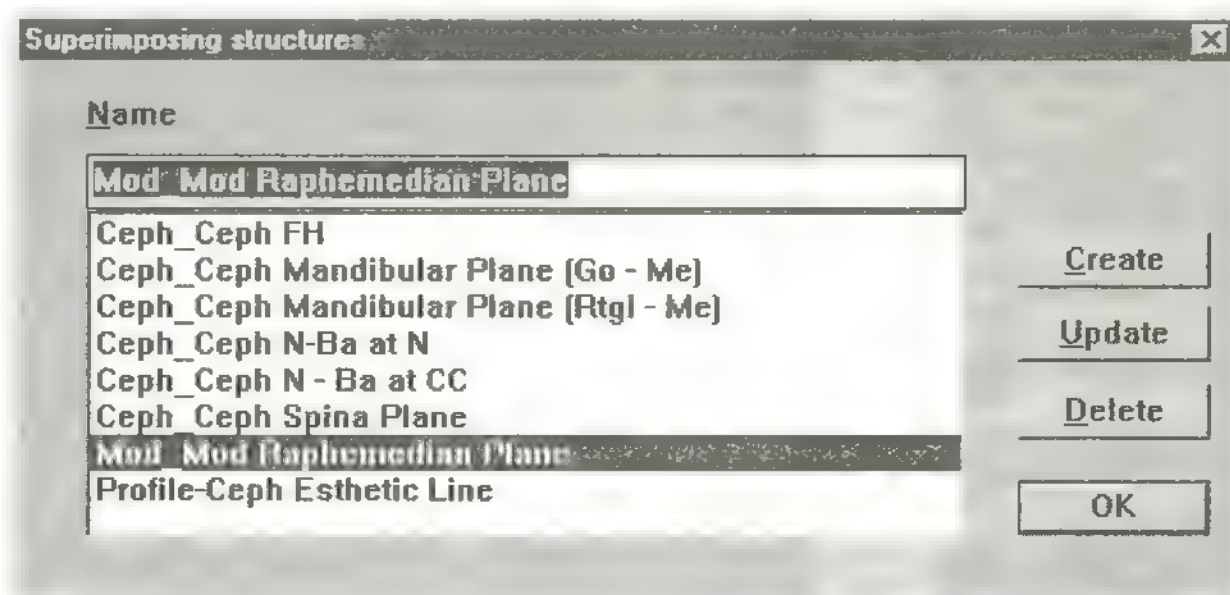 Superimposing structures
Name
Mod_Mod Raphemedian Plane
Ceph_Ceph FH
Ceph_Ceph Mandibular Plane (Go - Me)
Ceph_Ceph Mandibular Plane (Rtgl - Me)
Ceph_Ceph N-Ba at N
Ceph_Ceph N - Ba at CC
Ceph_Ceph Spina Plane
Mod_Mod Raphemedian Plane
Profile-Ceph Esthetic Line
Create
Update
Delete
OK